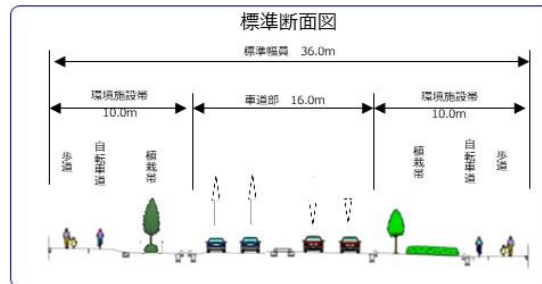 標準断面図
標準幅員 36.0m
環境施設帯
10.0m
車道部 16.0m
環境施設帯
10.0m
歩道
自転車道
植栽帯
植栽帯
自転車道
歩道